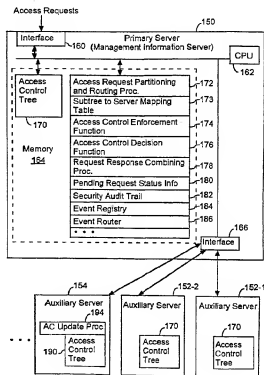 Access Requests
150
Interface
160
Primary Server
(Management Information Server)
CPU
162
Access
Control
Tree
170
Memory
164
Access Request Partitioning
and Routing Proc.
172
Subtree to Server Mapping
Table
173
Access Control Enforcement
Function
174
Access Control Decision
Function
176
Request Response Combining
Proc.
178
Pending Request Status Info
180
Security Audit Trail
182
Event Registry
184
Event Router
186
• • •
166
Interface
154
Auxiliary Server
194
AC Update Proc
190
Access
Control
Tree
• • •
152-2
Auxiliary Server
170
Access
Control
Tree
152-1
Auxiliary Server
170
Access
Control
Tree